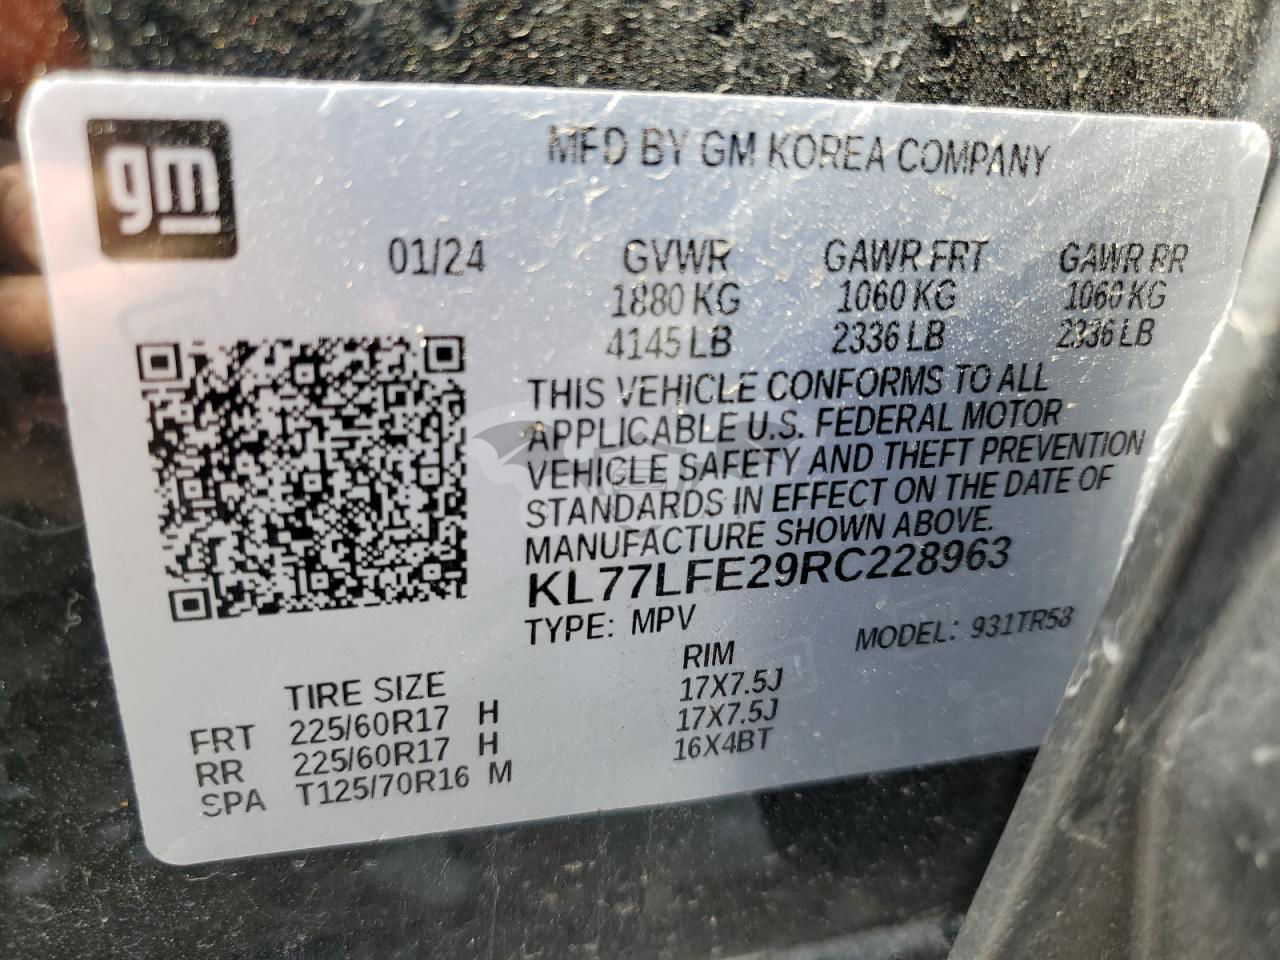 gm
MFD BY GM KOREA COMPANY
01/24 GVWR GAWR FRT GAWR RR
1880 KG 1060 KG 1060 KG
4145 LB 2336 LB 2336 LB
THIS VEHICLE CONFORMS TO ALL
APPLICABLE U.S. FEDERAL MOTOR
VEHICLE SAFETY AND THEFT PREVENTION
STANDARDS IN EFFECT ON THE DATE OF
MANUFACTURE SHOWN ABOVE.
KL77LFE29RC228963
TYPE: MPV MODEL: 931TR58
TIRE SIZE RIM
FRT 225/60R17 H 17X7.5J
RR 225/60R17 H 17X7.5J
SPA T125/70R16 M 16X4BT